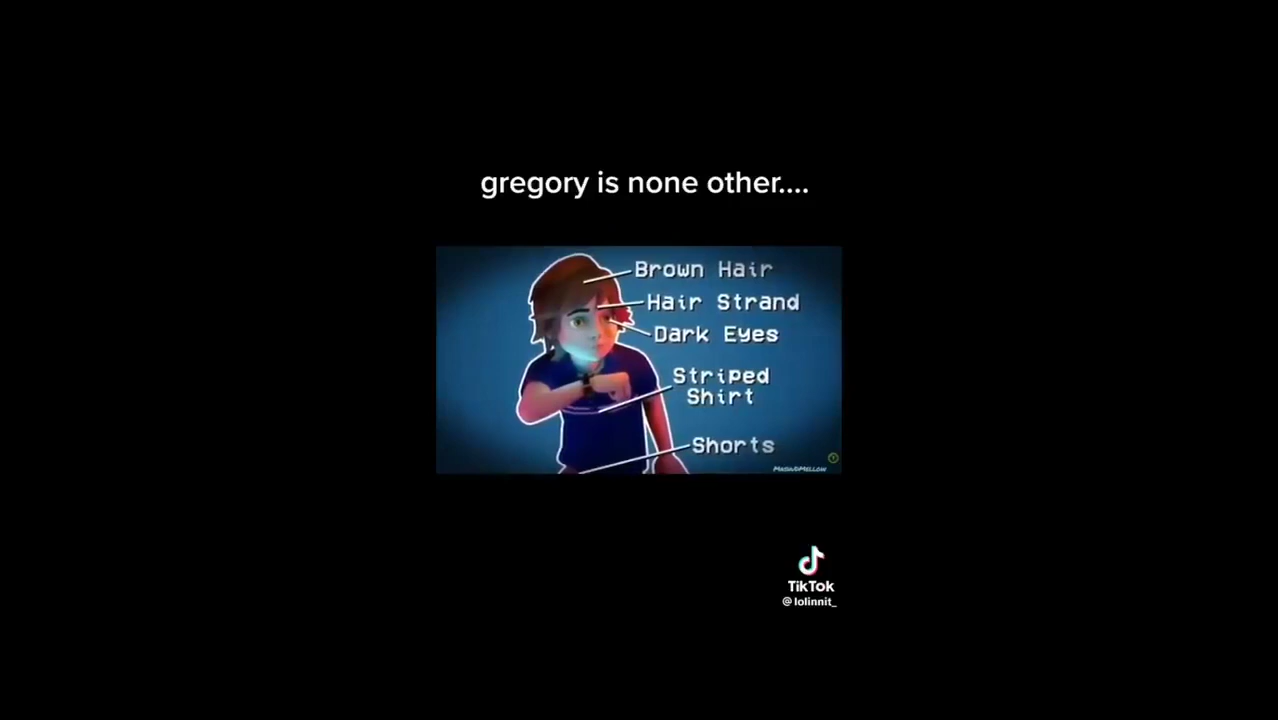 gregory is none other....
Brown Hair
Hair Strand
Dark Eyes
Striped
Shirt
Shorts
TikTok
@lolinnit_